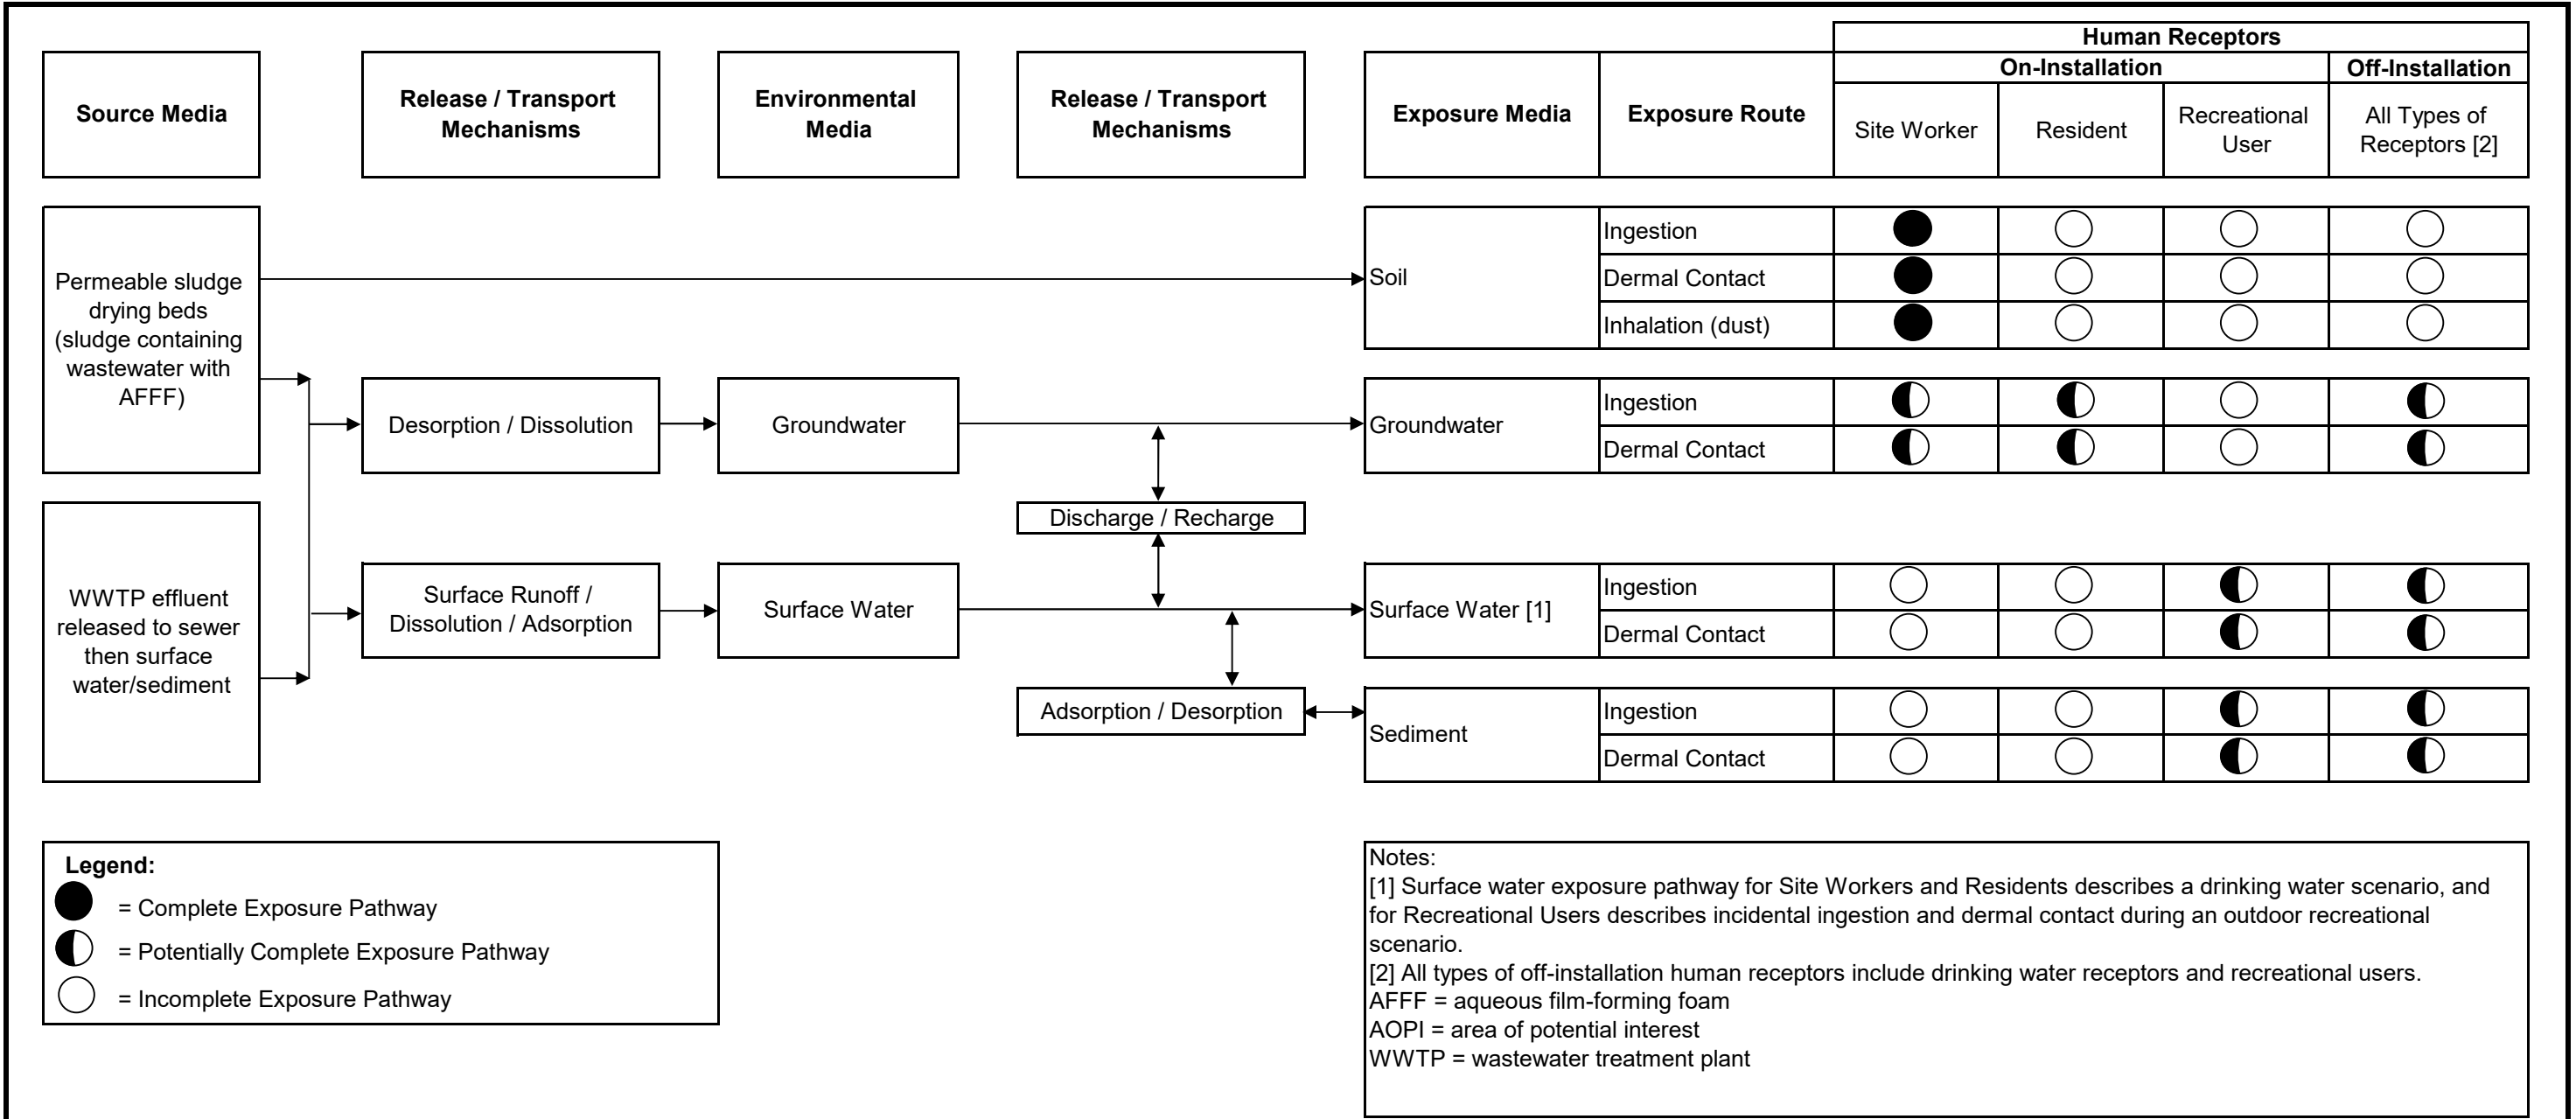 Human Receptors
On-Installation
Off-Installation
Source Media
Release / Transport
Mechanisms
Environmental
Media
Release / Transport
Mechanisms
Exposure Media
Exposure Route
Site Worker
Resident
Recreational
User
All Types of
Receptors [2]
Permeable sludge
drying beds
(sludge containing
wastewater with
AFFF)
Soil
Ingestion
Dermal Contact
Inhalation (dust)
Desorption / Dissolution
Groundwater
Groundwater
Ingestion
Dermal Contact
Discharge / Recharge
WWTP effluent
released to sewer
then surface
water/sediment
Surface Runoff /
Dissolution / Adsorption
Surface Water
Surface Water [1]
Ingestion
Dermal Contact
Adsorption / Desorption
Sediment
Ingestion
Dermal Contact
Legend:
= Complete Exposure Pathway
= Potentially Complete Exposure Pathway
= Incomplete Exposure Pathway
Notes:
[1] Surface water exposure pathway for Site Workers and Residents describes a drinking water scenario, and
for Recreational Users describes incidental ingestion and dermal contact during an outdoor recreational
scenario.
[2] All types of off-installation human receptors include drinking water receptors and recreational users.
AFFF = aqueous film-forming foam
AOPI = area of potential interest
WWTP = wastewater treatment plant